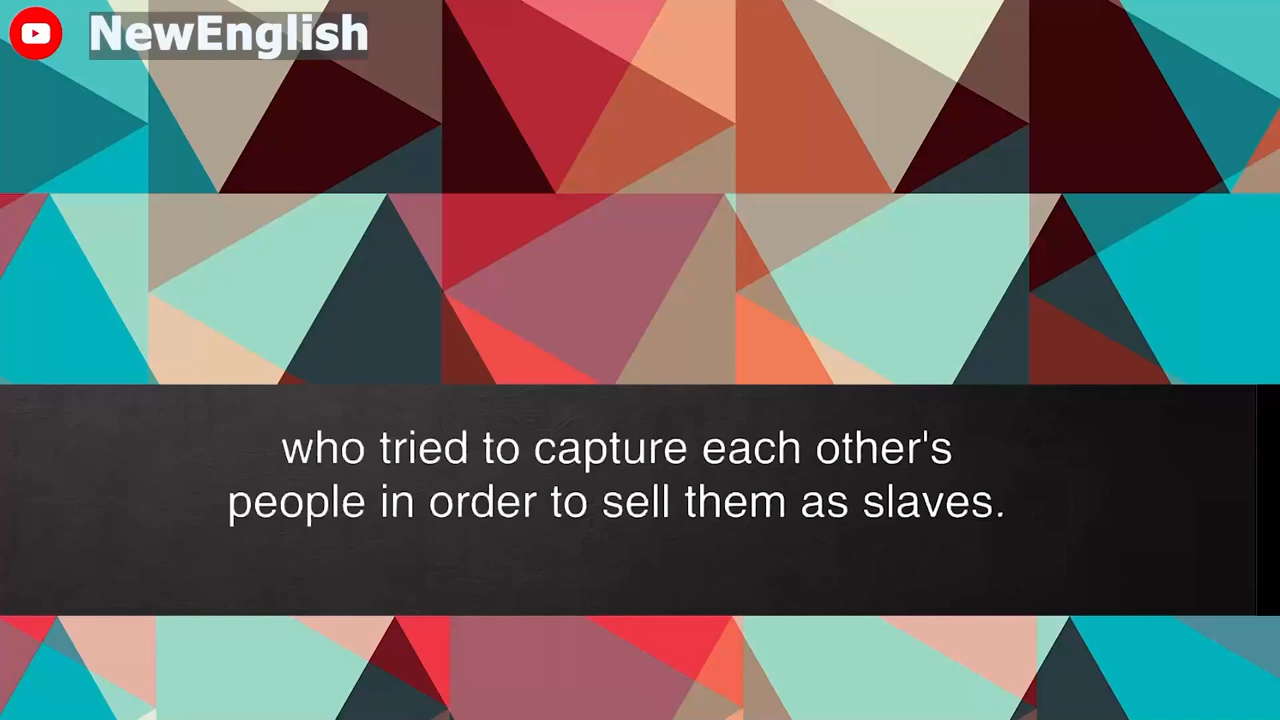 NewEnglish
who tried to capture each other's
people in order to sell them as slaves.